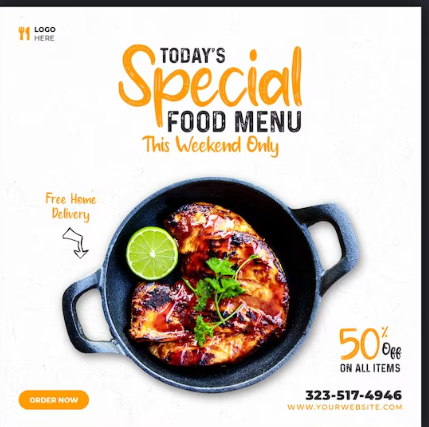 LOGO
HERE
TODAY'S
Special
FOOD MENU
This Weekend Only
Free Home
Delivery
50% Off
ON ALL ITEMS
ORDER NOW
323-517-4946
WWW.YOURWEBSITE.COM